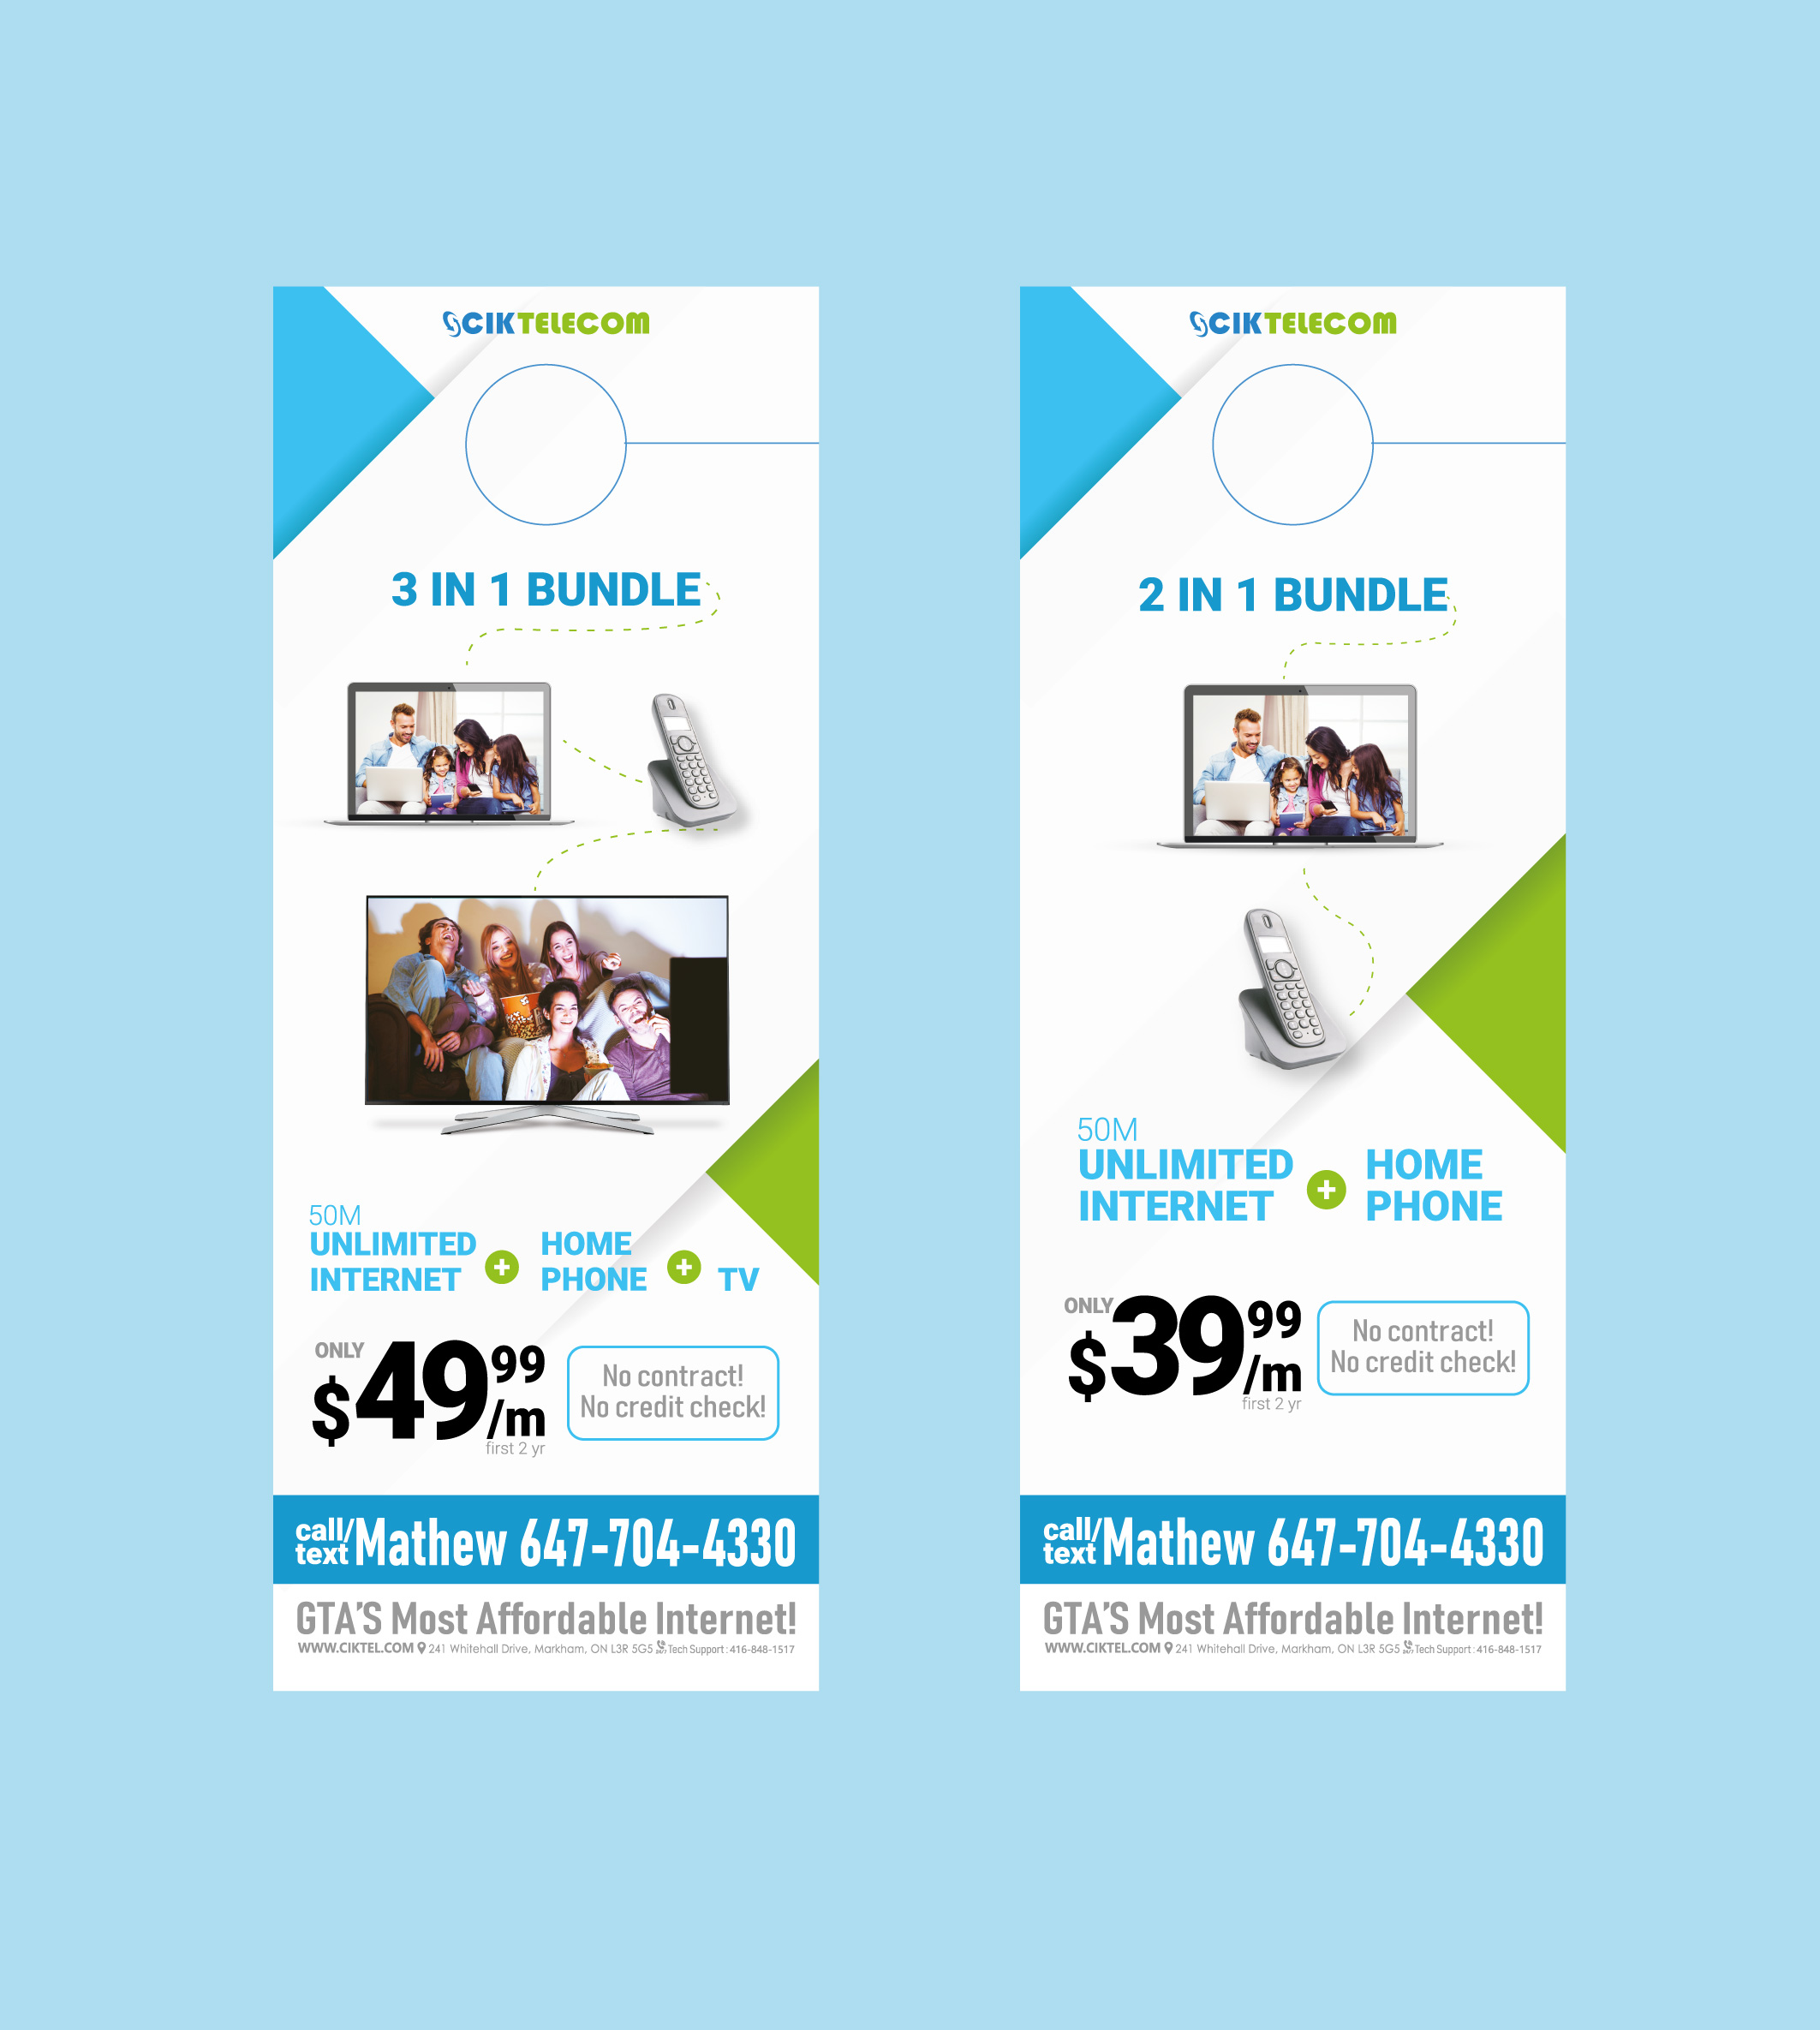 CIKTELECOM
3 IN 1 BUNDLE
50M
UNLIMITED
INTERNET
+
HOME
PHONE
+
TV
ONLY
$49.99/m
first 2 yr
No contract!
No credit check!
call/
text
Mathew 647-704-4330
GTA'S Most Affordable Internet!
WWW.CIKTEL.COM 241 Whitehall Drive, Markham, ON L3R 5G5 Tech Support: 416-848-1517
CIKTELECOM
2 IN 1 BUNDLE
50M
UNLIMITED
INTERNET
+
HOME
PHONE
ONLY
$39.99/m
first 2 yr
No contract!
No credit check!
call/
text
Mathew 647-704-4330
GTA'S Most Affordable Internet!
WWW.CIKTEL.COM 241 Whitehall Drive, Markham, ON L3R 5G5 Tech Support: 416-848-1517